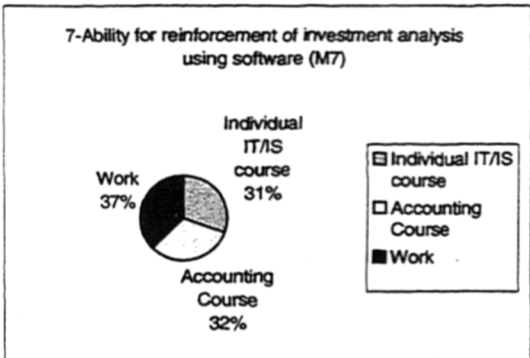 7-Ability for reinforcement of investment analysis
using software (M7)
Individual
IT/IS
course
31%
Work
37%
Accounting
Course
32%
Individual IT/IS
course
Accounting
Course
Work